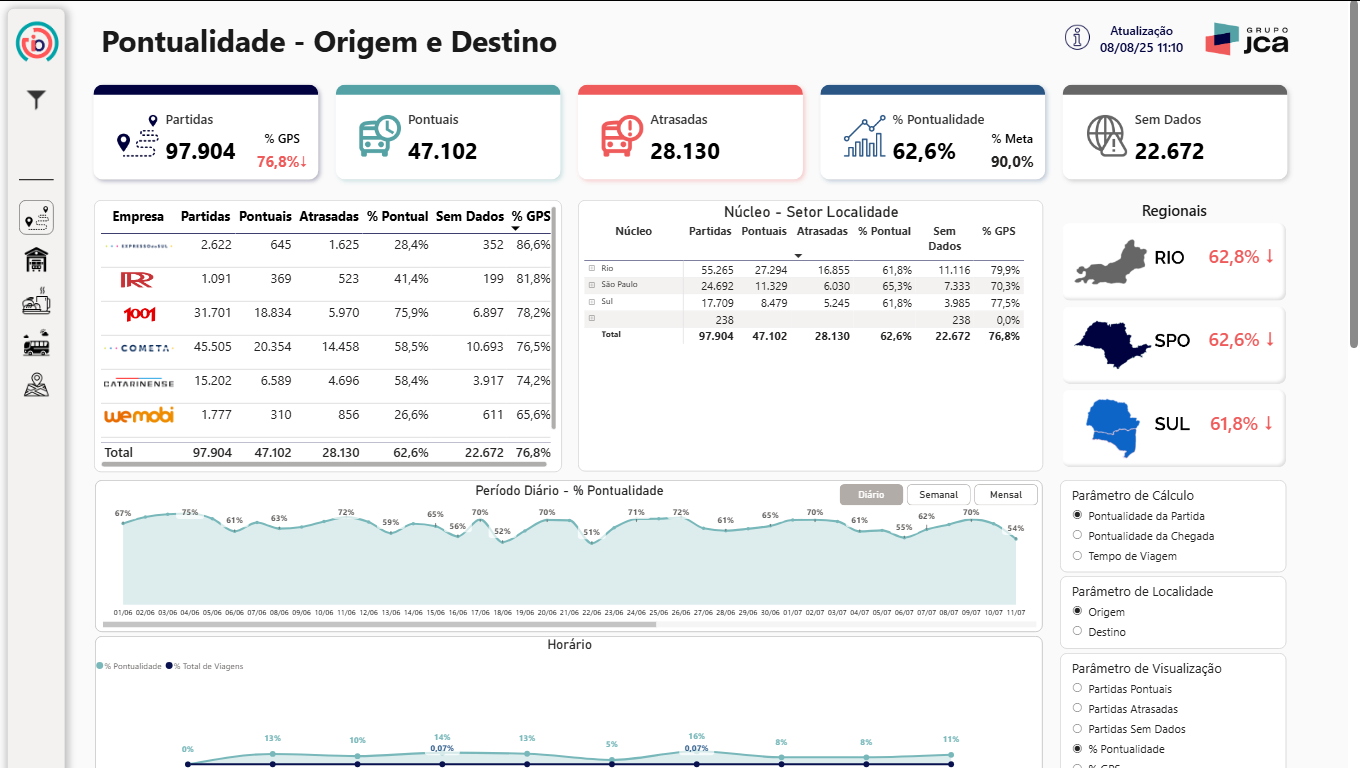 Pontualidade - Origem e Destino
Atualização
08/08/25 11:10
GRUPO
jca
Partidas
97.904
% GPS
76,8%↓
Pontuais
47.102
Atrasadas
28.130
% Pontualidade
62,6%
% Meta
90,0%
Sem Dados
22.672
Empresa Partidas Pontuais Atrasadas % Pontual Sem Dados % GPS
EXPRESSO do SUL 2.622 645 1.625 28,4% 352 86,6%
RR 1.091 369 523 41,4% 199 81,8%
1001 31.701 18.834 5.970 75,9% 6.897 78,2%
COMETA 45.505 20.354 14.458 58,5% 10.693 76,5%
CATARINENSE 15.202 6.589 4.696 58,4% 3.917 74,2%
wemobi 1.777 310 856 26,6% 611 65,6%
Total 97.904 47.102 28.130 62,6% 22.672 76,8%
Núcleo - Setor Localidade
Núcleo Partidas Pontuais Atrasadas % Pontual Sem Dados % GPS
Rio 55.265 27.294 16.855 61,8% 11.116 79,9%
São Paulo 24.692 11.329 6.030 65,3% 7.333 70,3%
Sul 17.709 8.479 5.245 61,8% 3.985 77,5%
238 238 0,0%
Total 97.904 47.102 28.130 62,6% 22.672 76,8%
Regionais
RIO 62,8% ↓
SPO 62,6% ↓
SUL 61,8% ↓
Período Diário - % Pontualidade
Diário Semanal Mensal
67% 75% 61% 63% 72% 59% 65% 56% 70% 52% 70% 51% 71% 72% 61% 65% 70% 61% 55% 62% 70% 54%
01/06 02/06 03/06 04/06 05/06 06/06 07/06 08/06 09/06 10/06 11/06 12/06 13/06 14/06 15/06 16/06 17/06 18/06 19/06 20/06 21/06 22/06 23/06 24/06 25/06 26/06 27/06 28/06 29/06 30/06 01/07 02/07 03/07 04/07 05/07 06/07 07/07 08/07 09/07 10/07 11/07
Parâmetro de Cálculo
Pontualidade da Partida
Pontualidade da Chegada
Tempo de Viagem
Parâmetro de Localidade
Origem
Destino
Horário
% Pontualidade % Total de Viagens
0% 13% 10% 14% 13% 5% 16% 8% 8% 11%
0,07% 0,07%
Parâmetro de Visualização
Partidas Pontuais
Partidas Atrasadas
Partidas Sem Dados
% Pontualidade
% GPS